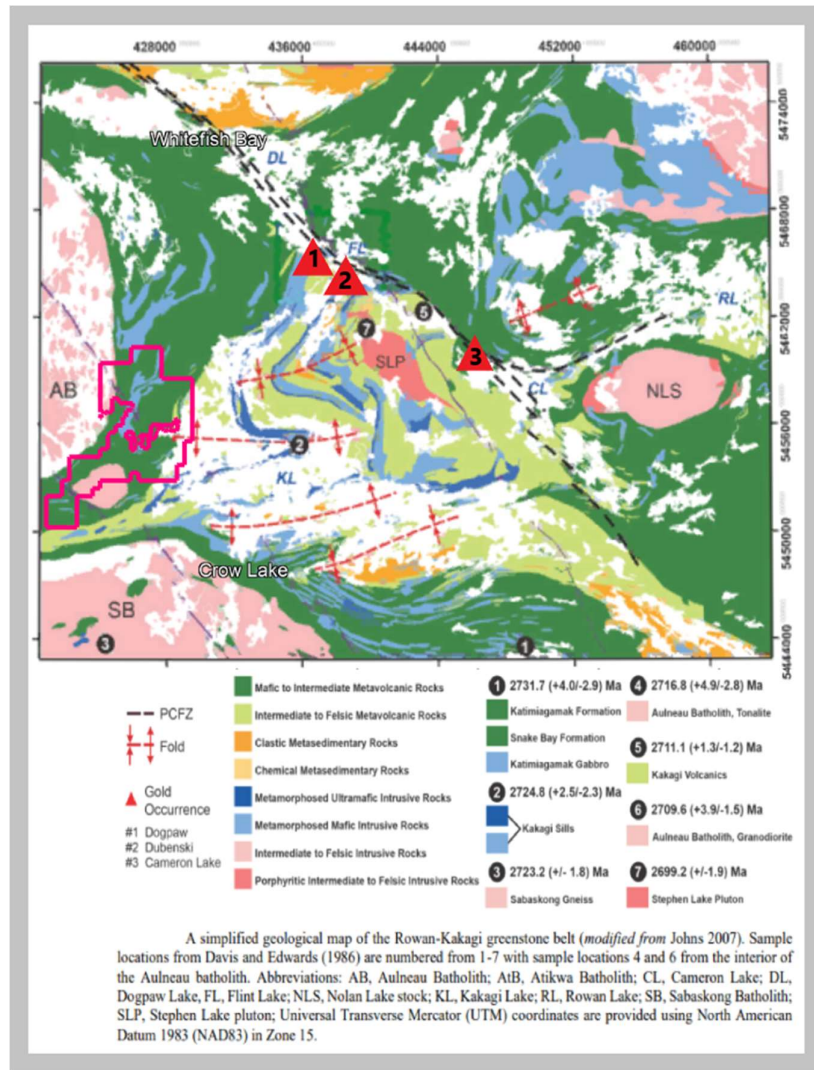 428000 436000 444000 452000 460000
5474000
Whitefish Bay
DL
5468000
FL
1
2
RL
5
5462000
7
SLP
3
AB
CL
NLS
5456000
2
KL
5450000
Crow Lake
SB
3
1
5444000
PCFZ
Fold
Gold
Occurrence
#1 Dogpaw
#2 Dubenski
#3 Cameron Lake
Mafic to Intermediate Metavolcanic Rocks
Intermediate to Felsic Metavolcanic Rocks
Clastic Metasedimentary Rocks
Chemical Metasedimentary Rocks
Metamorphosed Ultramafic Intrusive Rocks
Metamorphosed Mafic Intrusive Rocks
Intermediate to Felsic Intrusive Rocks
Porphyritic Intermediate to Felsic Intrusive Rocks
1 2731.7 (+4.0/-2.9) Ma
Katimiagamak Formation
Snake Bay Formation
Katimiagamak Gabbro
2 2724.8 (+2.5/-2.3) Ma
Kakagi Sills
3 2723.2 (+/- 1.8) Ma
Sabaskong Gneiss
4 2716.8 (+4.9/-2.8) Ma
Aulneau Batholith, Tonalite
5 2711.1 (+1.3/-1.2) Ma
Kakagi Volcanics
6 2709.6 (+3.9/-1.5) Ma
Aulneau Batholith, Granodiorite
7 2699.2 (+/-1.9) Ma
Stephen Lake Pluton
A simplified geological map of the Rowan-Kakagi greenstone belt (modified from Johns 2007). Sample
locations from Davis and Edwards (1986) are numbered from 1-7 with sample locations 4 and 6 from the interior of
the Aulneau batholith. Abbreviations: AB, Aulneau Batholith; AtB, Atikwa Batholith; CL, Cameron Lake; DL,
Dogpaw Lake, FL, Flint Lake; NLS, Nolan Lake stock; KL, Kakagi Lake; RL, Rowan Lake; SB, Sabaskong Batholith;
SLP, Stephen Lake pluton; Universal Transverse Mercator (UTM) coordinates are provided using North American
Datum 1983 (NAD83) in Zone 15.